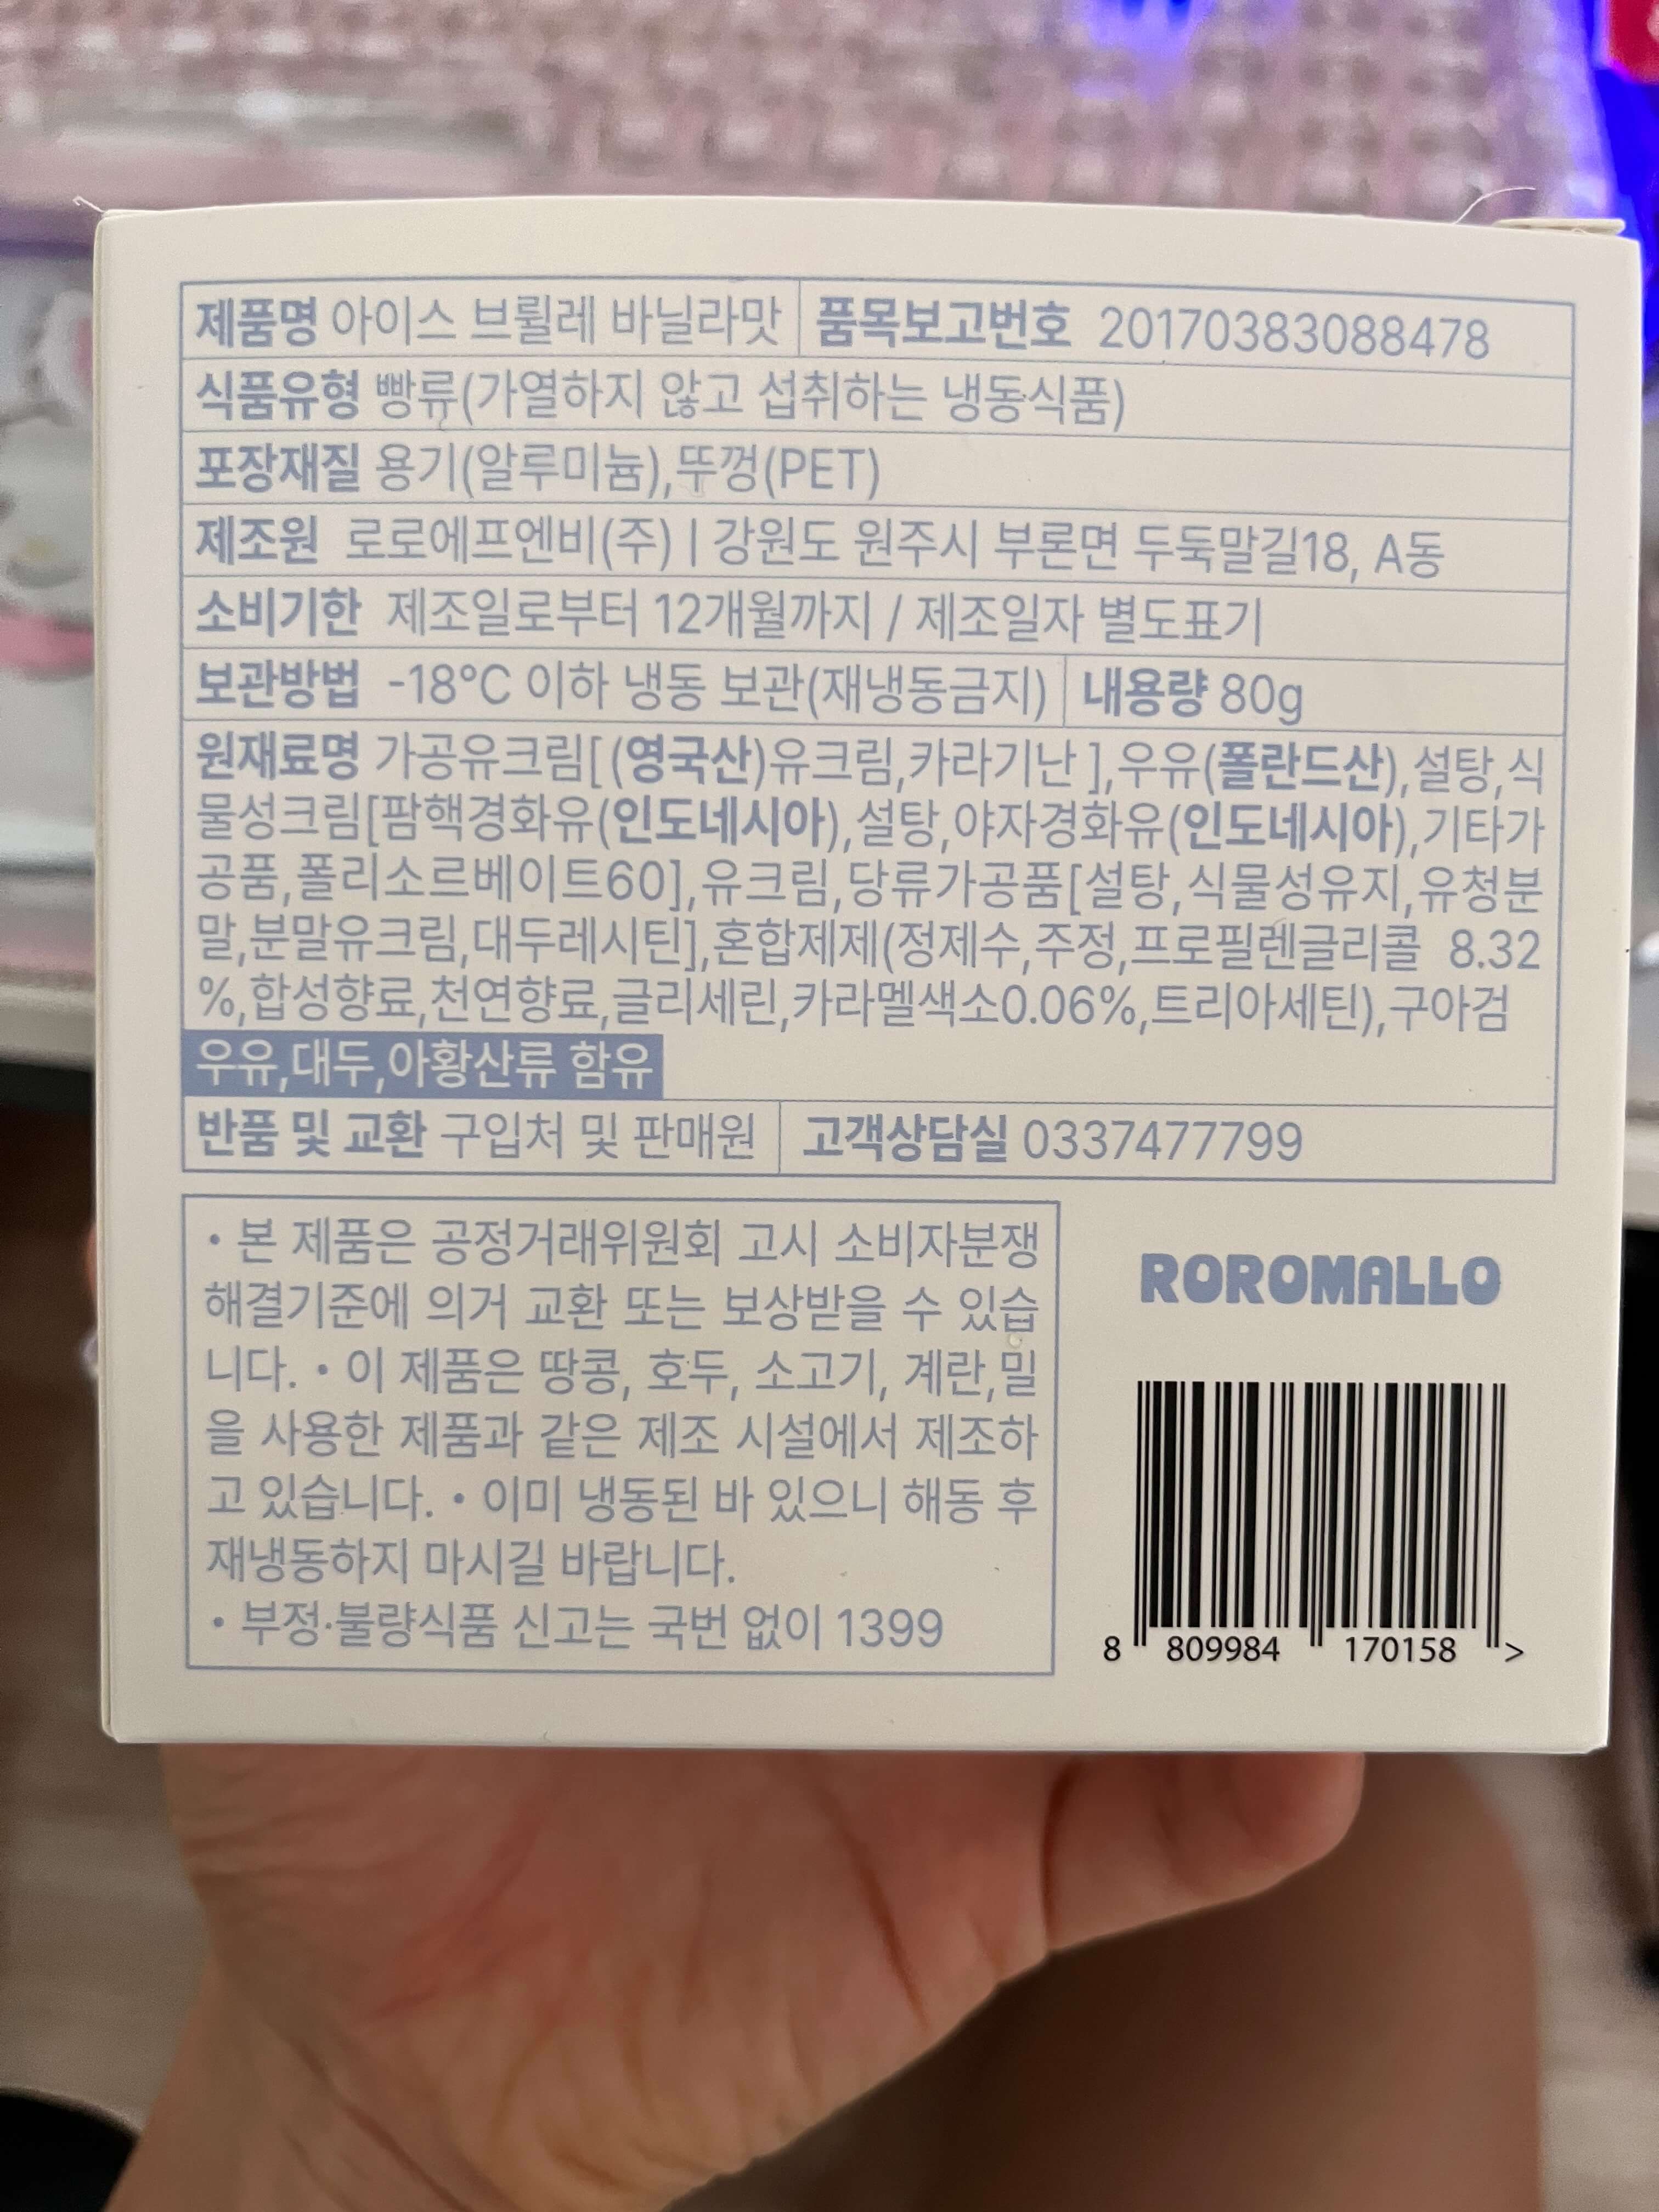 제품명 아이스 브륄레 바닐라맛 품목보고번호 20170383088478
식품유형 빵류(가열하지 않고 섭취하는 냉동식품)
포장재질 용기(알루미늄),뚜껑(PET)
제조원 로로에프엔비(주) | 강원도 원주시 부론면 두둑말길18, A동
소비기한 제조일로부터 12개월까지 / 제조일자 별도표기
보관방법 -18°C 이하 냉동 보관(재냉동금지) 내용량 80g
원재료명 가공유크림[(영국산)유크림,카라기난],우유(폴란드산),설탕,식
물성크림[팜핵경화유(인도네시아),설탕,야자경화유(인도네시아),기타가
공품,폴리소르베이트60],유크림,당류가공품[설탕,식물성유지,유청분
말,분말유크림,대두레시틴],혼합제제(정제수,주정,프로필렌글리콜 8.32
%,합성향료,천연향료,글리세린,카라멜색소0.06%,트리아세틴),구아검
우유,대두,아황산류 함유
반품 및 교환 구입처 및 판매원 고객상담실 0337477799
• 본 제품은 공정거래위원회 고시 소비자분쟁
해결기준에 의거 교환 또는 보상받을 수 있습
니다. • 이 제품은 땅콩, 호두, 소고기, 계란,밀
을 사용한 제품과 같은 제조 시설에서 제조하
고 있습니다. • 이미 냉동된 바 있으니 해동 후
재냉동하지 마시길 바랍니다.
• 부정·불량식품 신고는 국번 없이 1399
ROROMALLO
8 809984 170158 >